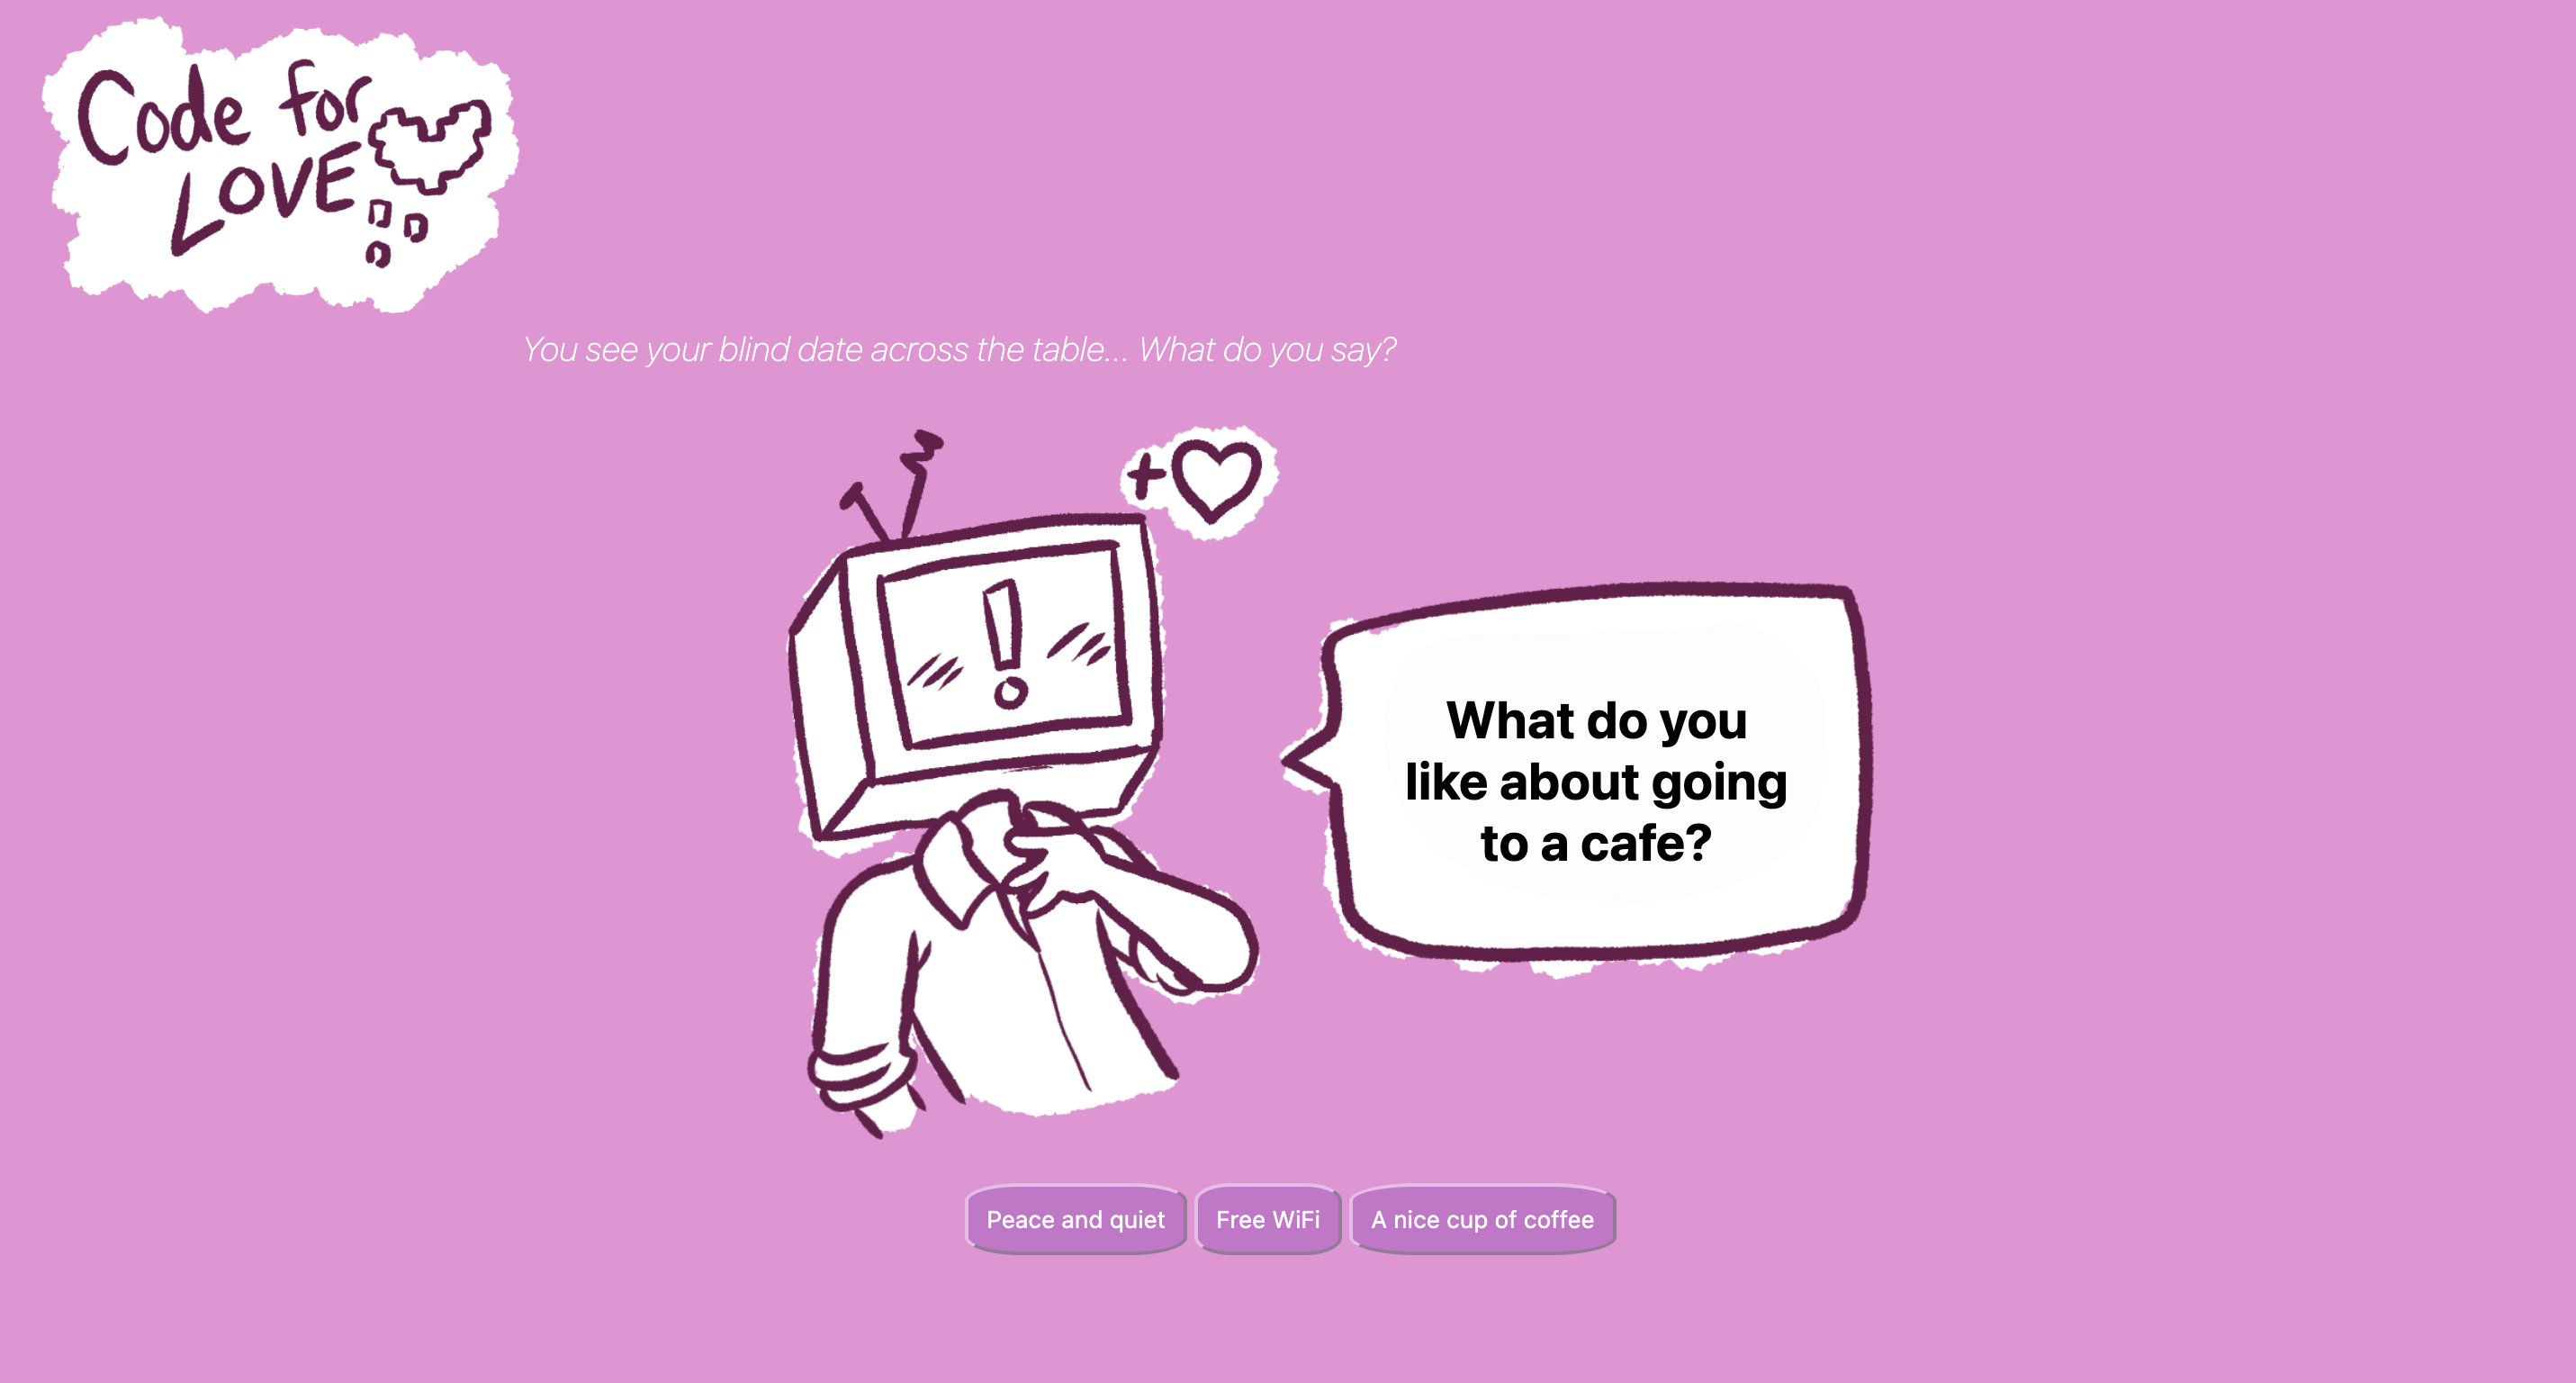 Code for
LOVE
You see your blind date across the table... What do you say?
+
!
What do you
like about going
to a cafe?
Peace and quiet
Free WiFi
A nice cup of coffee